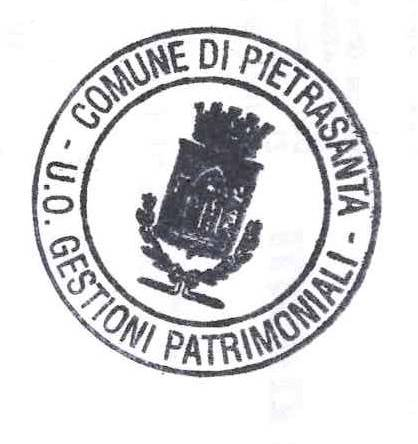 - COMUNE DI PIETRASANTA -
U.O. GESTIONI PATRIMONIALI